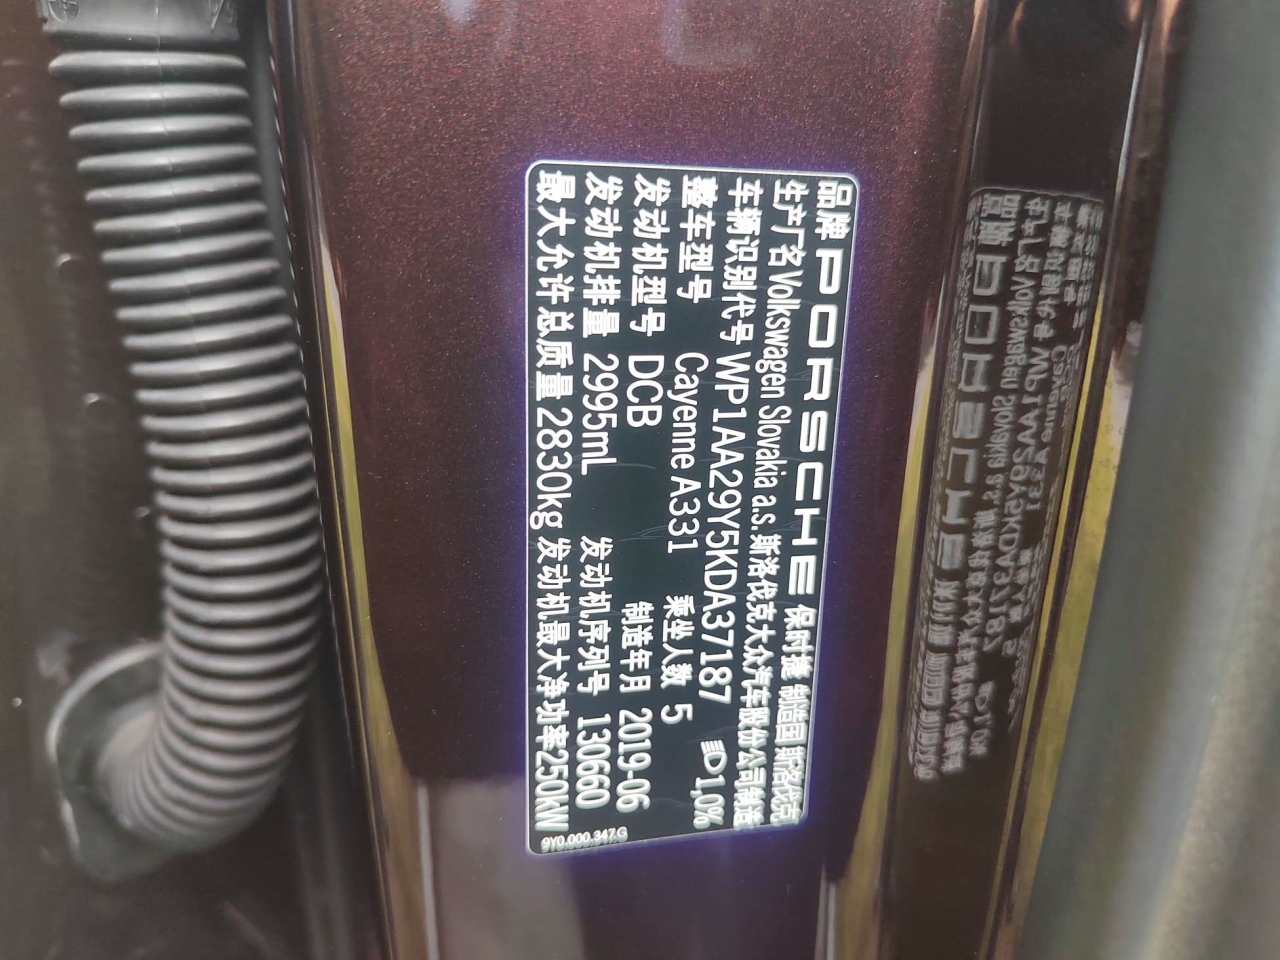 品牌 PORSCHE 保时捷 制造国 斯洛伐克
生产厂名 Volkswagen Slovakia a.s. 斯洛伐克大众汽车股份公司制造
车辆识别代号 WP1AA29Y5KDA37187
整车型号 Cayenne A331 乘坐人数 5 1,0%
发动机型号 DCB 制造年月 2019-06
发动机排量 2995mL 发动机序列号 130660
最大允许总质量 2830kg 发动机最大净功率250KW
9Y0.000.347.G